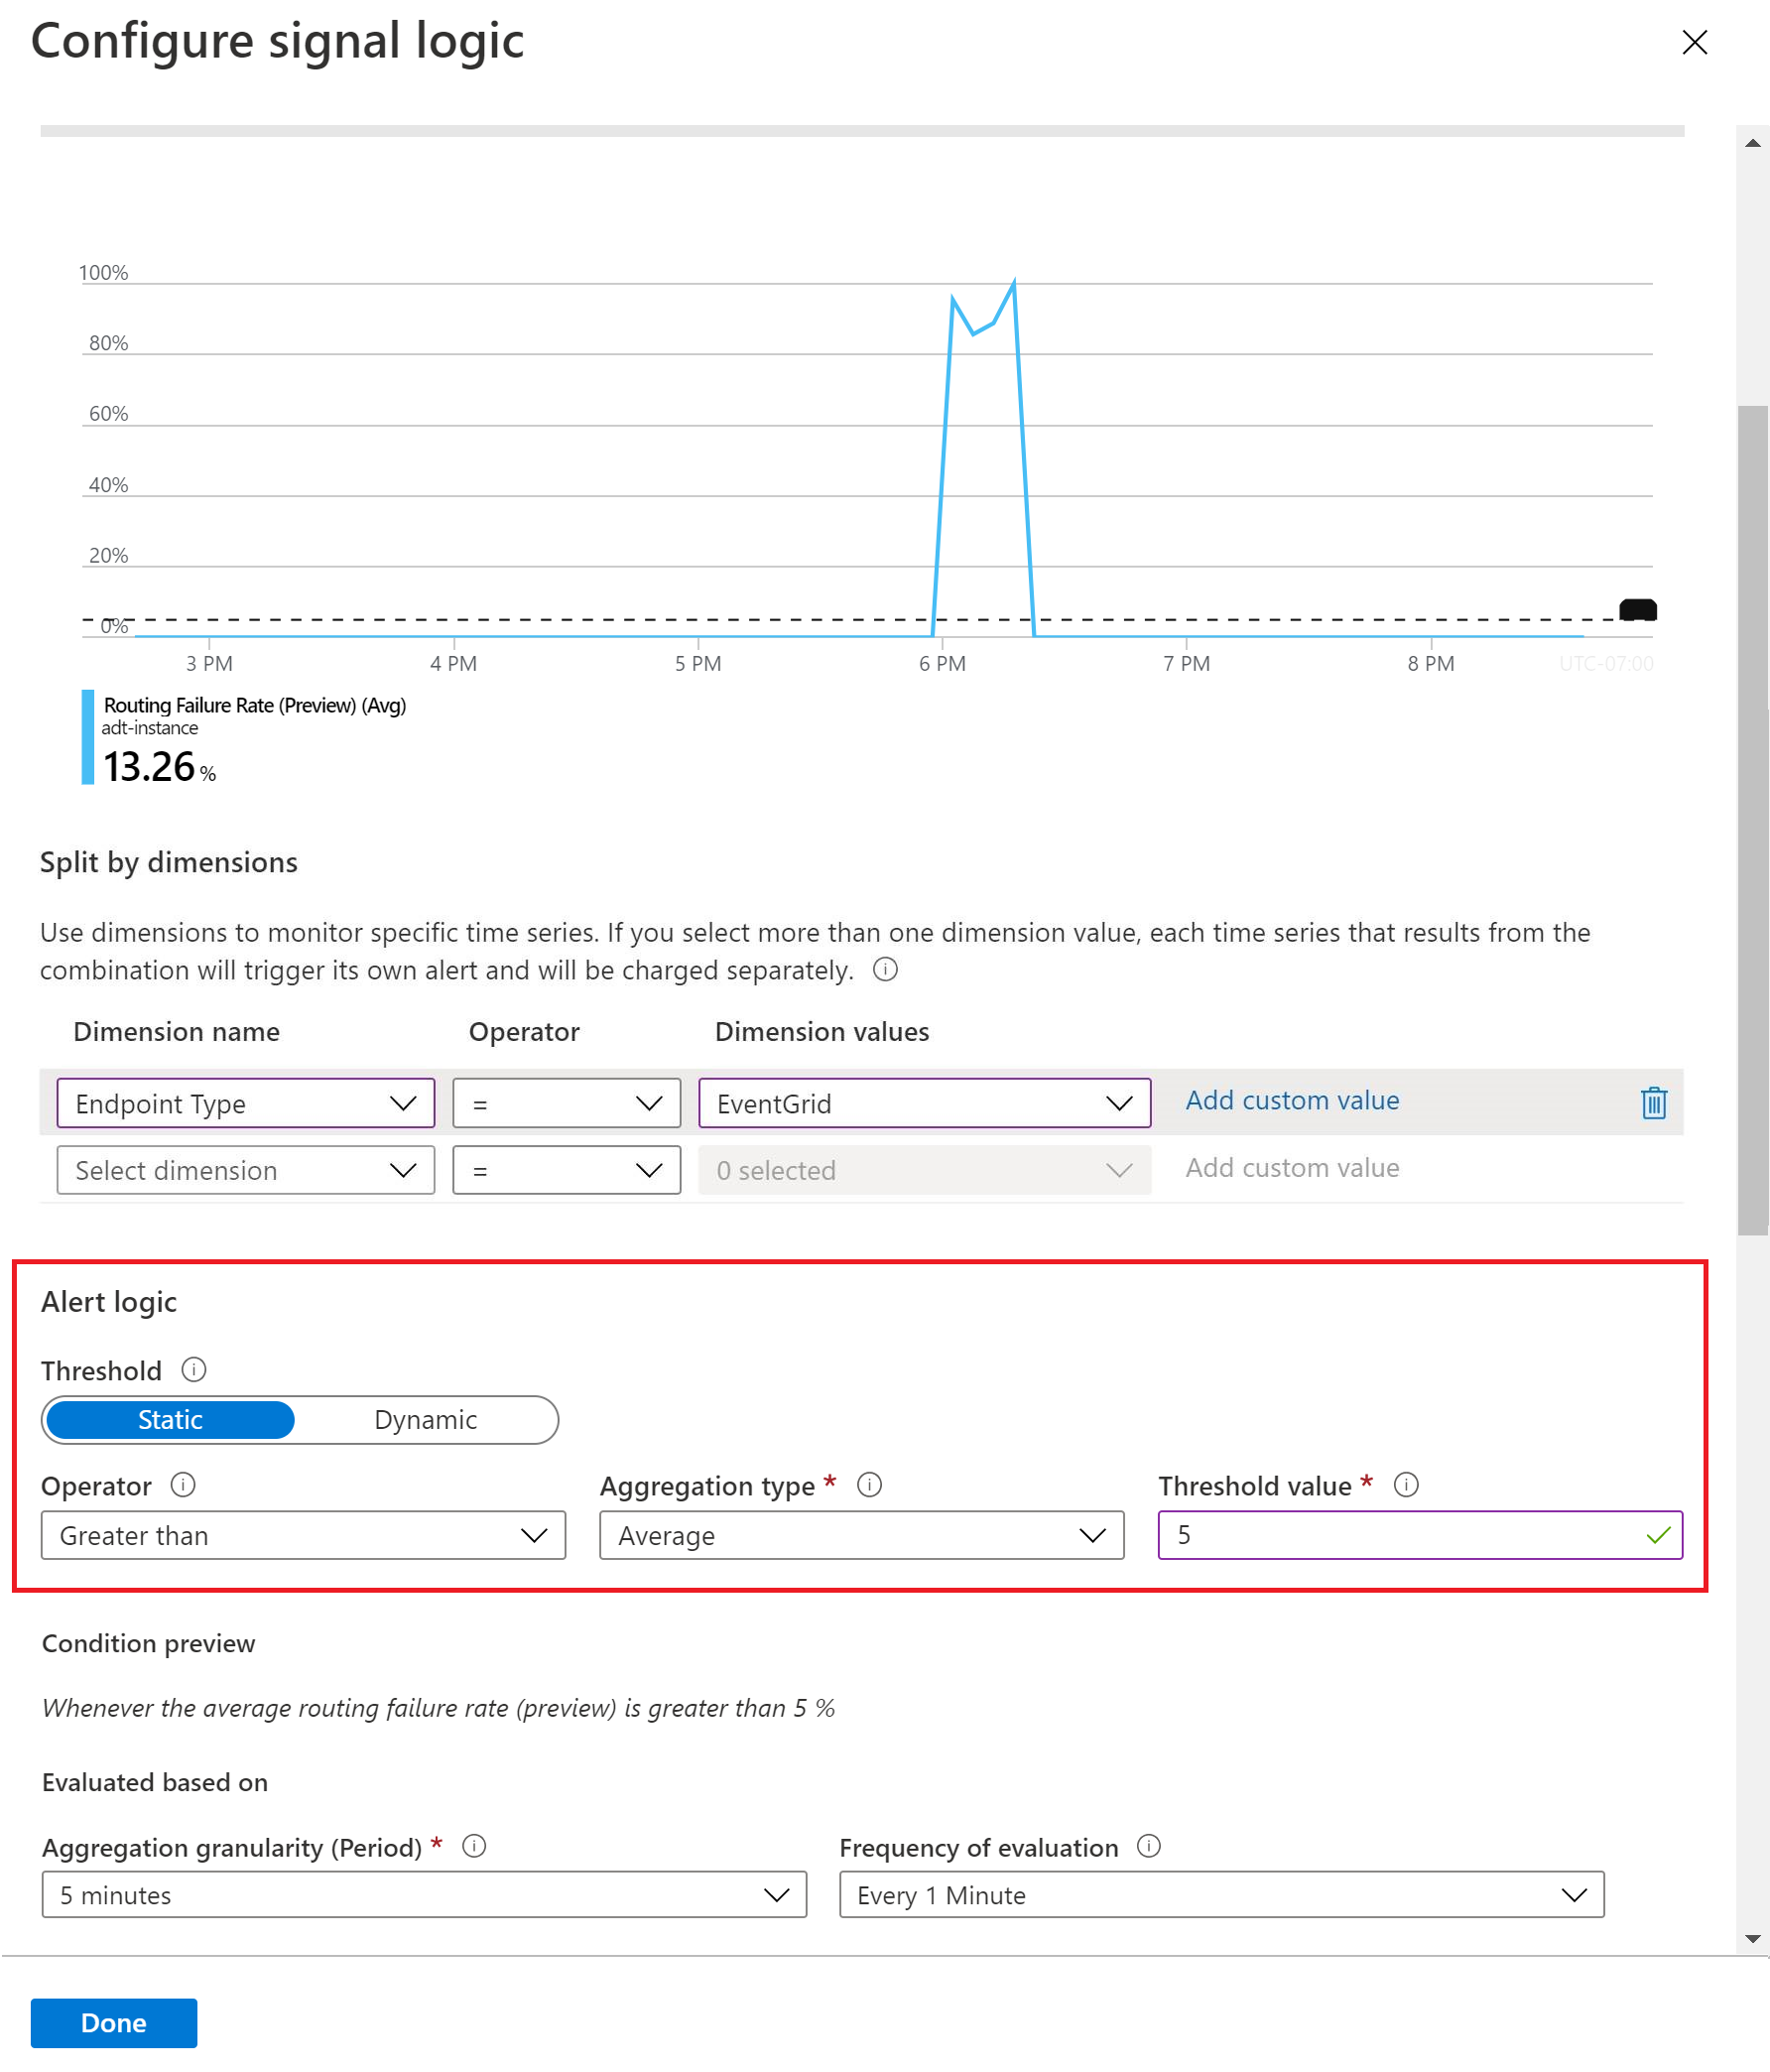 Configure signal logic
100%
80%
60%
40%
20%
0%
3 PM 4 PM 5 PM 6 PM 7 PM 8 PM UTC-07:00
Routing Failure Rate (Preview) (Avg)
adt-instance
13.26 %
Split by dimensions
Use dimensions to monitor specific time series. If you select more than one dimension value, each time series that results from the
combination will trigger its own alert and will be charged separately.
Dimension name Operator Dimension values
Endpoint Type = EventGrid Add custom value
Select dimension = 0 selected Add custom value
Alert logic
Threshold
Static Dynamic
Operator Aggregation type * Threshold value *
Greater than Average 5
Condition preview
Whenever the average routing failure rate (preview) is greater than 5 %
Evaluated based on
Aggregation granularity (Period) * Frequency of evaluation
5 minutes Every 1 Minute
Done